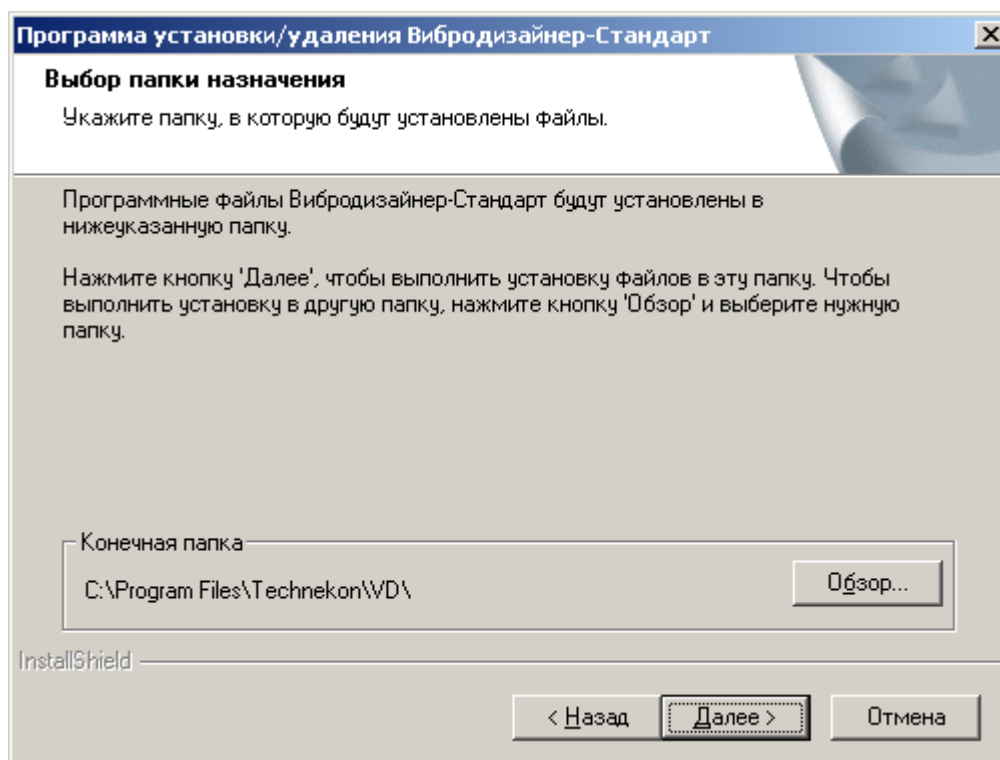 Программа установки/удаления Вибродизайнер-Стандарт
Выбор папки назначения
Укажите папку, в которую будут установлены файлы.
Программные файлы Вибродизайнер-Стандарт будут установлены в
нижеуказанную папку.
Нажмите кнопку 'Далее', чтобы выполнить установку файлов в эту папку. Чтобы
выполнить установку в другую папку, нажмите кнопку 'Обзор' и выберите нужную
папку.
Конечная папка
C:\Program Files\Technekon\VD\
Обзор...
InstallShield
< Назад
Далее >
Отмена